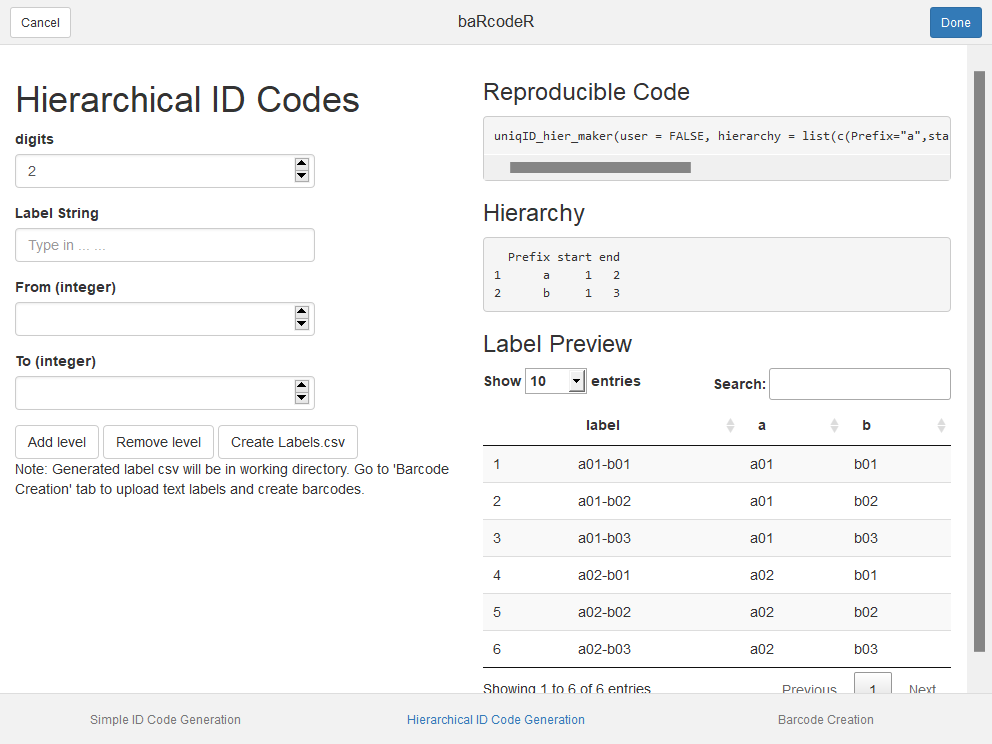 Cancel
baRcodeR
Done
Hierarchical ID Codes
digits
2
Label String
Type in ... ...
From (integer)
To (integer)
Add level
Remove level
Create Labels.csv
Note: Generated label csv will be in working directory. Go to 'Barcode
Creation' tab to upload text labels and create barcodes.
Reproducible Code
uniqID_hier_maker(user = FALSE, hierarchy = list(c(Prefix="a",sta
Hierarchy
Prefix start end
1 a 1 2
2 b 1 3
Label Preview
Show 10 entries
Search:
label a b
1 a01-b01 a01 b01
2 a01-b02 a01 b02
3 a01-b03 a01 b03
4 a02-b01 a02 b01
5 a02-b02 a02 b02
6 a02-b03 a02 b03
Showing 1 to 6 of 6 entries
Previous 1 Next
Simple ID Code Generation
Hierarchical ID Code Generation
Barcode Creation